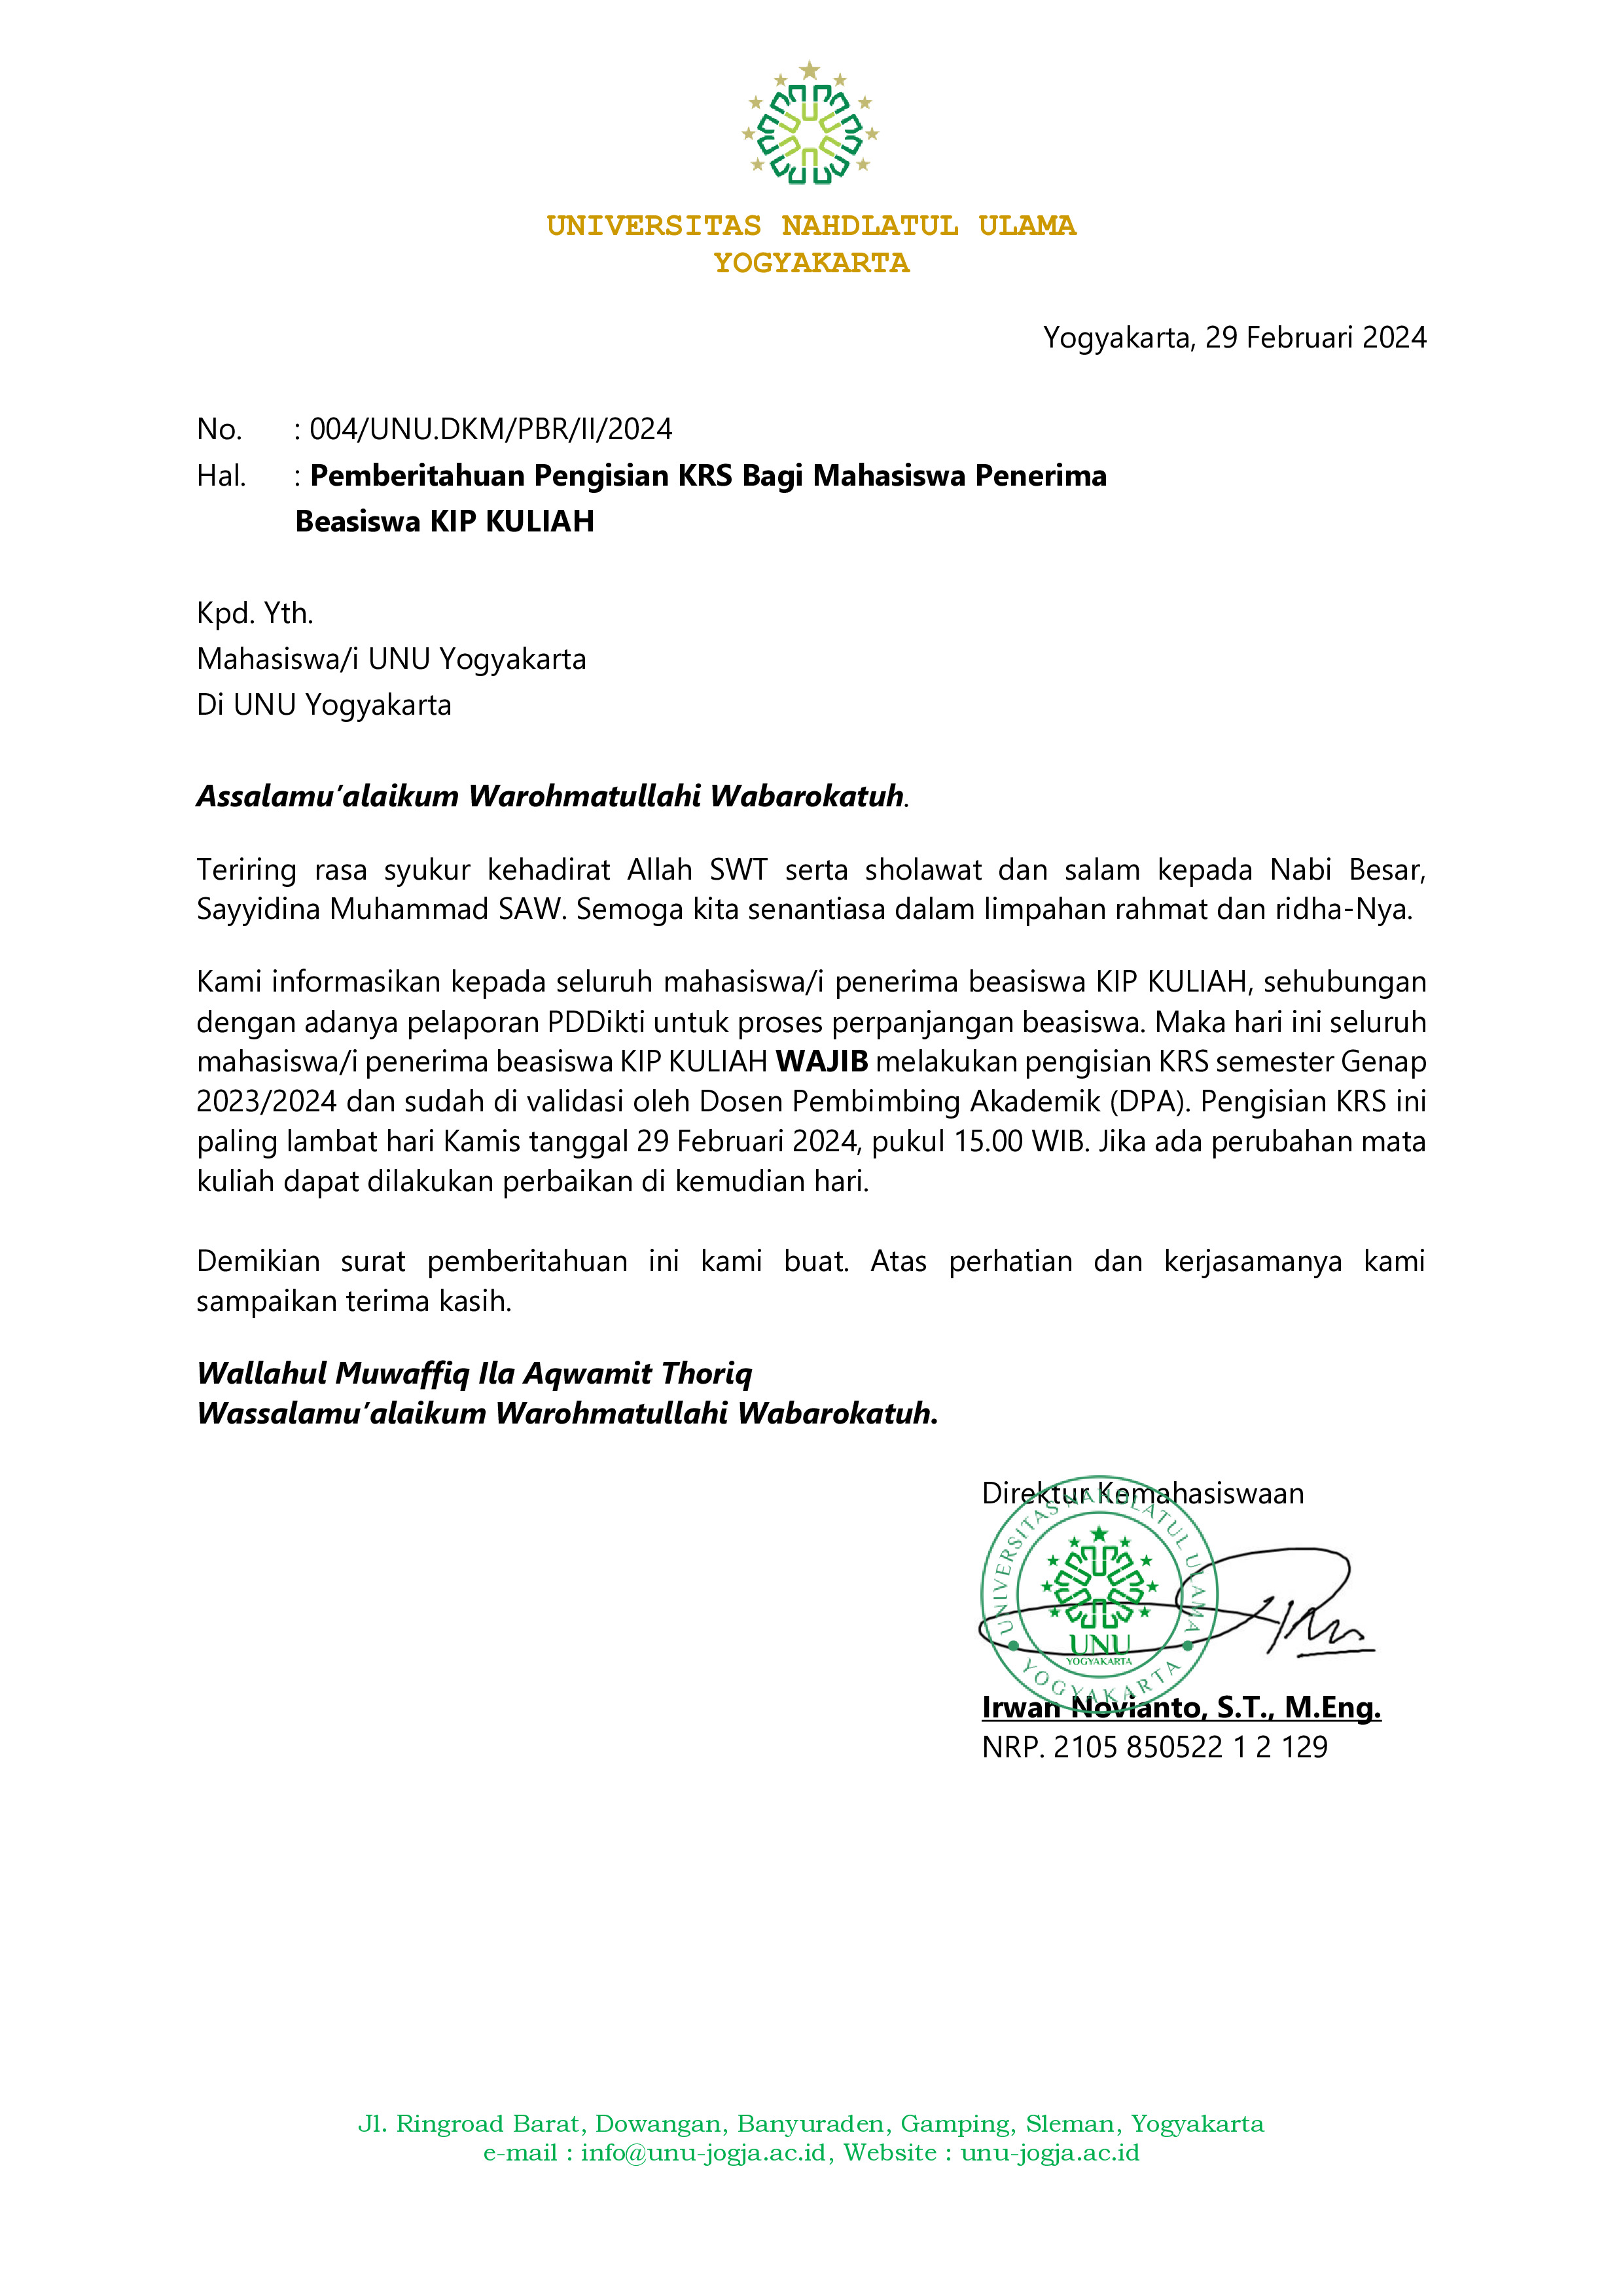 UNIVERSITAS NAHDLATUL ULAMA
YOGYAKARTA
Yogyakarta, 29 Februari 2024
No. : 004/UNU.DKM/PBR/II/2024
Hal. : Pemberitahuan Pengisian KRS Bagi Mahasiswa Penerima
Beasiswa KIP KULIAH
Kpd. Yth.
Mahasiswa/i UNU Yogyakarta
Di UNU Yogyakarta
Assalamu’alaikum Warohmatullahi Wabarokatuh.
Teriring rasa syukur kehadirat Allah SWT serta sholawat dan salam kepada Nabi Besar,
Sayyidina Muhammad SAW. Semoga kita senantiasa dalam limpahan rahmat dan ridha-Nya.
Kami informasikan kepada seluruh mahasiswa/i penerima beasiswa KIP KULIAH, sehubungan
dengan adanya pelaporan PDDikti untuk proses perpanjangan beasiswa. Maka hari ini seluruh
mahasiswa/i penerima beasiswa KIP KULIAH WAJIB melakukan pengisian KRS semester Genap
2023/2024 dan sudah di validasi oleh Dosen Pembimbing Akademik (DPA). Pengisian KRS ini
paling lambat hari Kamis tanggal 29 Februari 2024, pukul 15.00 WIB. Jika ada perubahan mata
kuliah dapat dilakukan perbaikan di kemudian hari.
Demikian surat pemberitahuan ini kami buat. Atas perhatian dan kerjasamanya kami
sampaikan terima kasih.
Wallahul Muwaffiq Ila Aqwamit Thoriq
Wassalamu’alaikum Warohmatullahi Wabarokatuh.
Direktur Kemahasiswaan
UNIVERSITAS NAHDLATUL ULAMA
UNU
YOGYAKARTA
YOGYAKARTA
Irwan Novianto, S.T., M.Eng.
NRP. 2105 850522 1 2 129
Jl. Ringroad Barat, Dowangan, Banyuraden, Gamping, Sleman, Yogyakarta
e-mail : info@unu-jogja.ac.id, Website : unu-jogja.ac.id